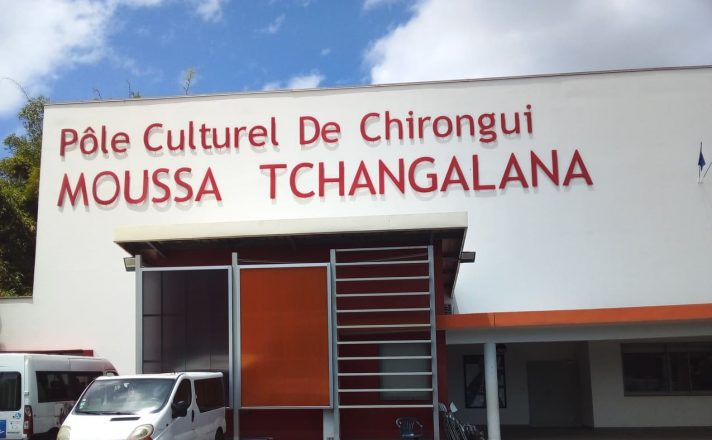 Pôle Culturel De Chirongui
MOUSSA TCHANGALANA